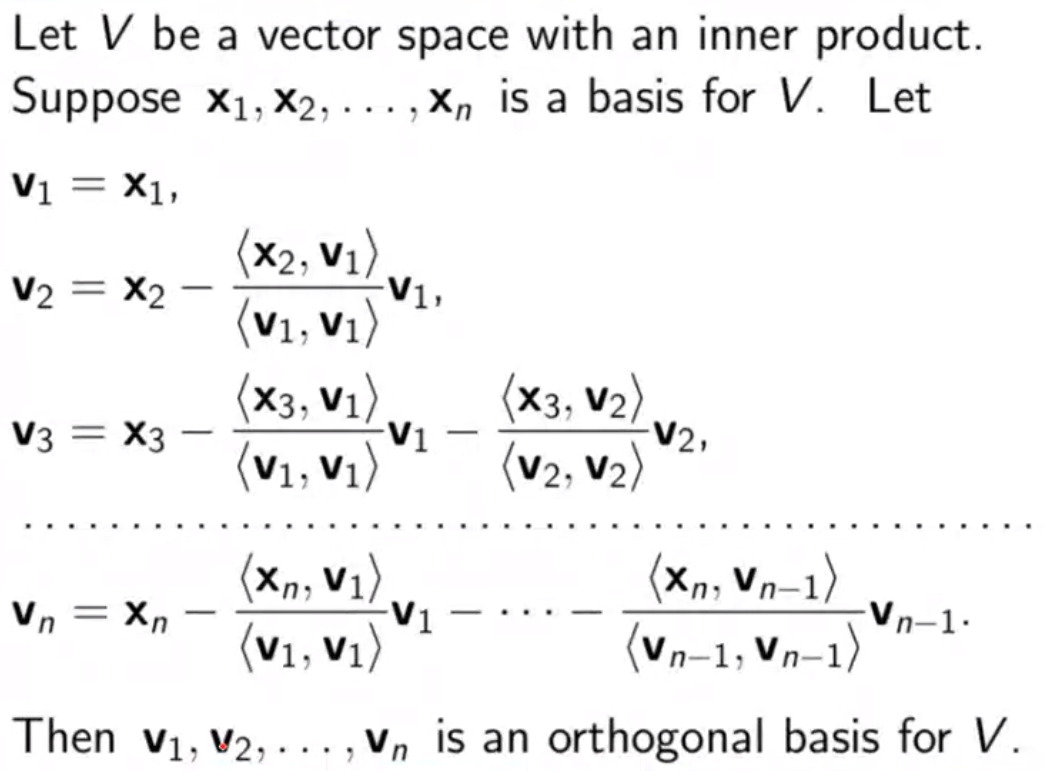 Let V be a vector space with an inner product.
Suppose x₁, x₂, . . . , xₙ is a basis for V. Let
v₁ = x₁,
v₂ = x₂ − ⟨x₂, v₁⟩/⟨v₁, v₁⟩ v₁,
v₃ = x₃ − ⟨x₃, v₁⟩/⟨v₁, v₁⟩ v₁ − ⟨x₃, v₂⟩/⟨v₂, v₂⟩ v₂,
. . . . . . . . . . . . . . . . . . . . . . . . . . . . . . . . . . . . . . . . . . . . . . . . .
vₙ = xₙ − ⟨xₙ, v₁⟩/⟨v₁, v₁⟩ v₁ − · · · − ⟨xₙ, vₙ₋₁⟩/⟨vₙ₋₁, vₙ₋₁⟩ vₙ₋₁.
Then v₁, v₂, . . . , vₙ is an orthogonal basis for V.